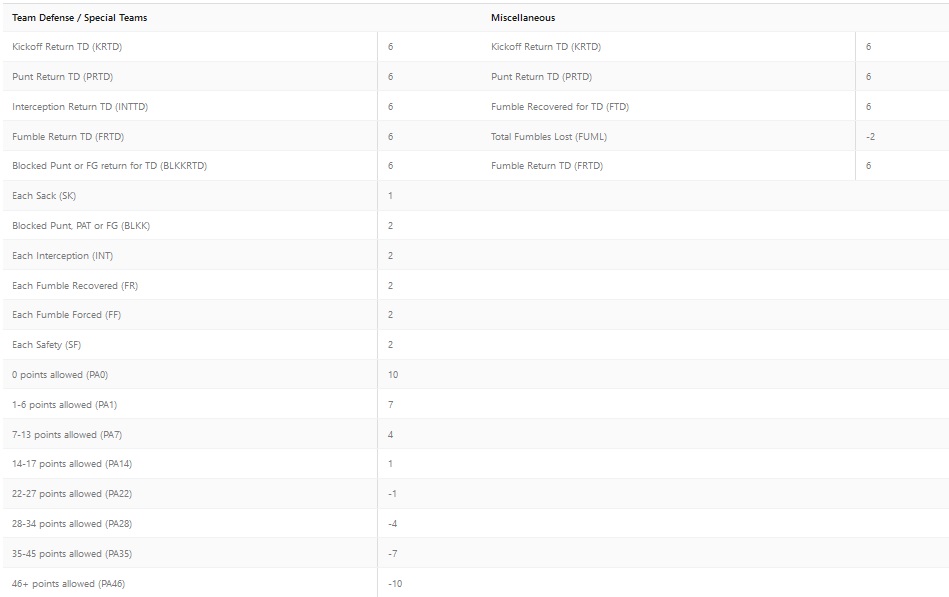 Team Defense / Special Teams Miscellaneous
Kickoff Return TD (KRTD) 6 Kickoff Return TD (KRTD) 6
Punt Return TD (PRTD) 6 Punt Return TD (PRTD) 6
Interception Return TD (INTTD) 6 Fumble Recovered for TD (FTD) 6
Fumble Return TD (FRTD) 6 Total Fumbles Lost (FUML) -2
Blocked Punt or FG return for TD (BLKKRTD) 6 Fumble Return TD (FRTD) 6
Each Sack (SK) 1
Blocked Punt, PAT or FG (BLKK) 2
Each Interception (INT) 2
Each Fumble Recovered (FR) 2
Each Fumble Forced (FF) 2
Each Safety (SF) 2
0 points allowed (PA0) 10
1-6 points allowed (PA1) 7
7-13 points allowed (PA7) 4
14-17 points allowed (PA14) 1
22-27 points allowed (PA22) -1
28-34 points allowed (PA28) -4
35-45 points allowed (PA35) -7
46+ points allowed (PA46) -10